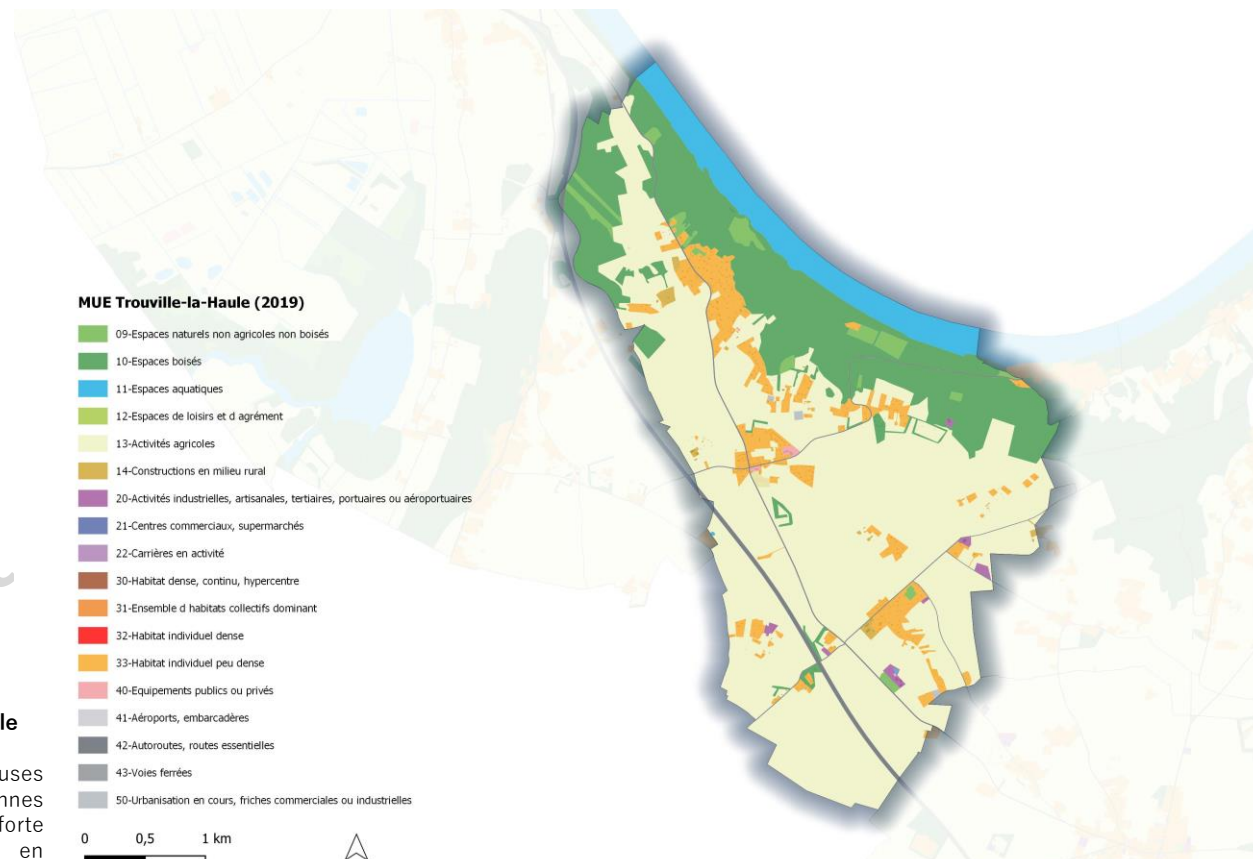 MUE Trouville-la-Haule (2019)
09-Espaces naturels non agricoles non boisés
10-Espaces boisés
11-Espaces aquatiques
12-Espaces de loisirs et d agrément
13-Activités agricoles
14-Constructions en milieu rural
20-Activités industrielles, artisanales, tertiaires, portuaires ou aéroportuaires
21-Centres commerciaux, supermarchés
22-Carrières en activité
30-Habitat dense, continu, hypercentre
31-Ensemble d habitats collectifs dominant
32-Habitat individuel dense
33-Habitat individuel peu dense
40-Equipements publics ou privés
41-Aéroports, embarcadères
42-Autoroutes, routes essentielles
43-Voies ferrées
50-Urbanisation en cours, friches commerciales ou industrielles
0 0,5 1 km
le
uses
nnes
forte
en